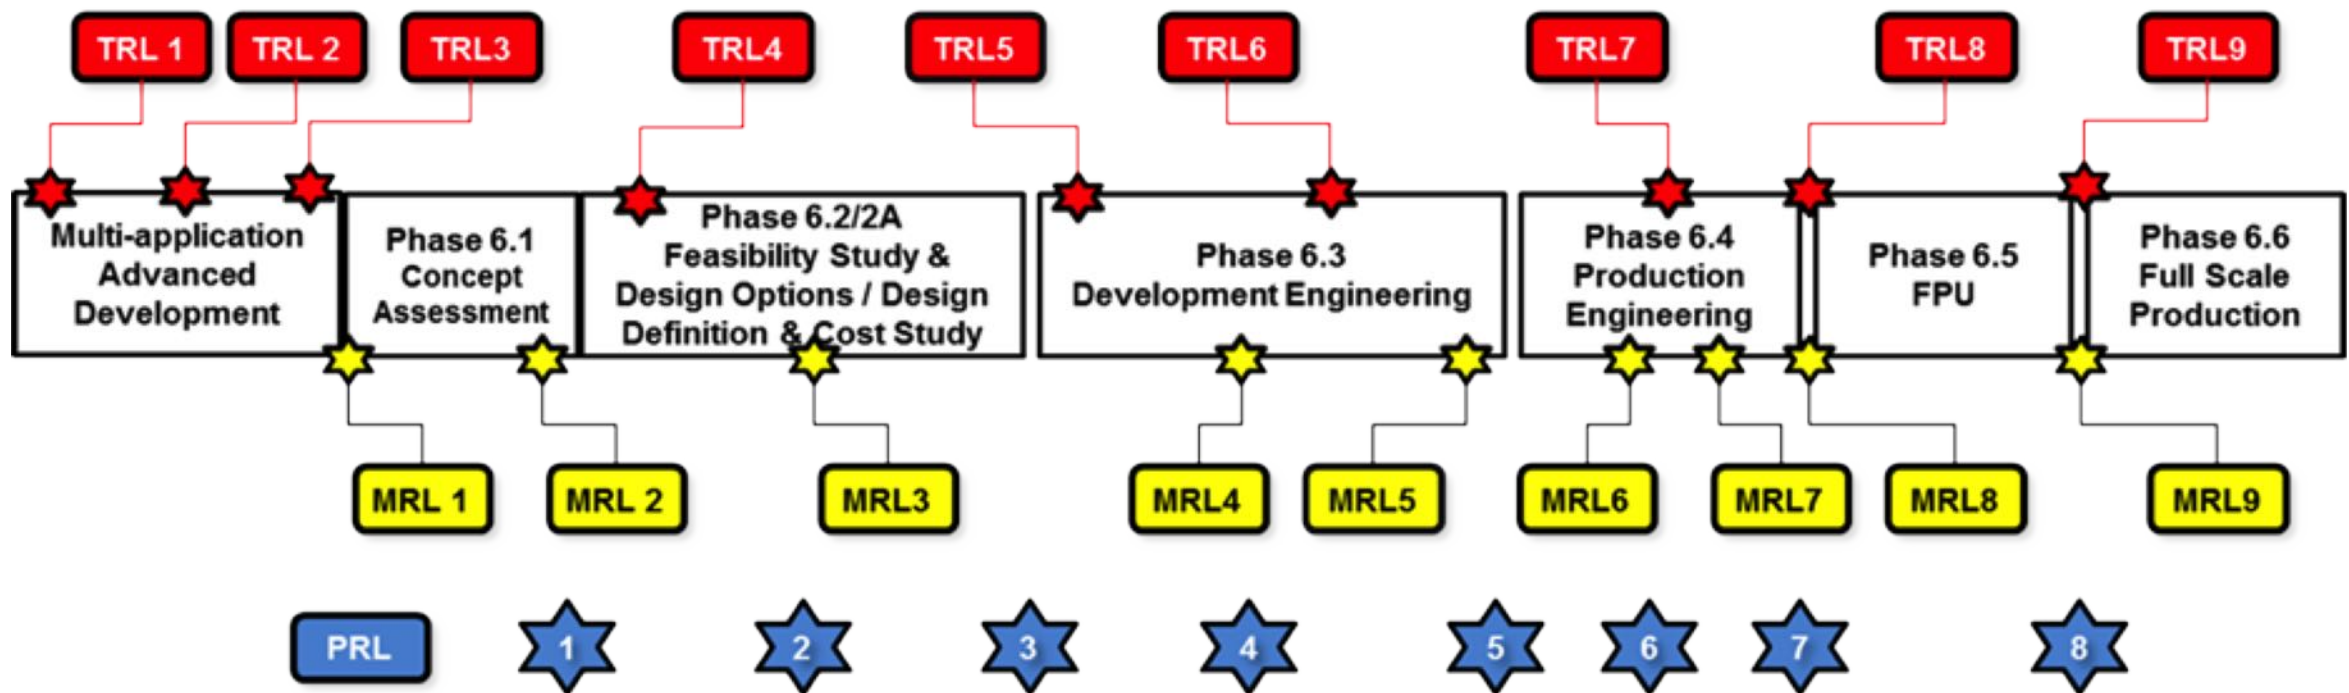 TRL 1
TRL 2
TRL3
TRL4
TRL5
TRL6
TRL7
TRL8
TRL9
Multi-application
Advanced
Development
Phase 6.1
Concept
Assessment
Phase 6.2/2A
Feasibility Study &
Design Options / Design
Definition & Cost Study
Phase 6.3
Development Engineering
Phase 6.4
Production
Engineering
Phase 6.5
FPU
Phase 6.6
Full Scale
Production
MRL 1
MRL 2
MRL3
MRL4
MRL5
MRL6
MRL7
MRL8
MRL9
PRL
1
2
3
4
5
6
7
8